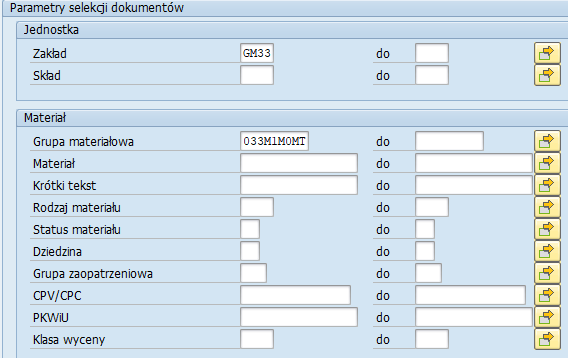 Parametry selekcji dokumentów
Jednostka
Zakład GM33 do
Skład do
Materiał
Grupa materiałowa 033M1M0MT do
Materiał do
Krótki tekst do
Rodzaj materiału do
Status materiału do
Dziedzina do
Grupa zaopatrzeniowa do
CPV/CPC do
PKWiU do
Klasa wyceny do